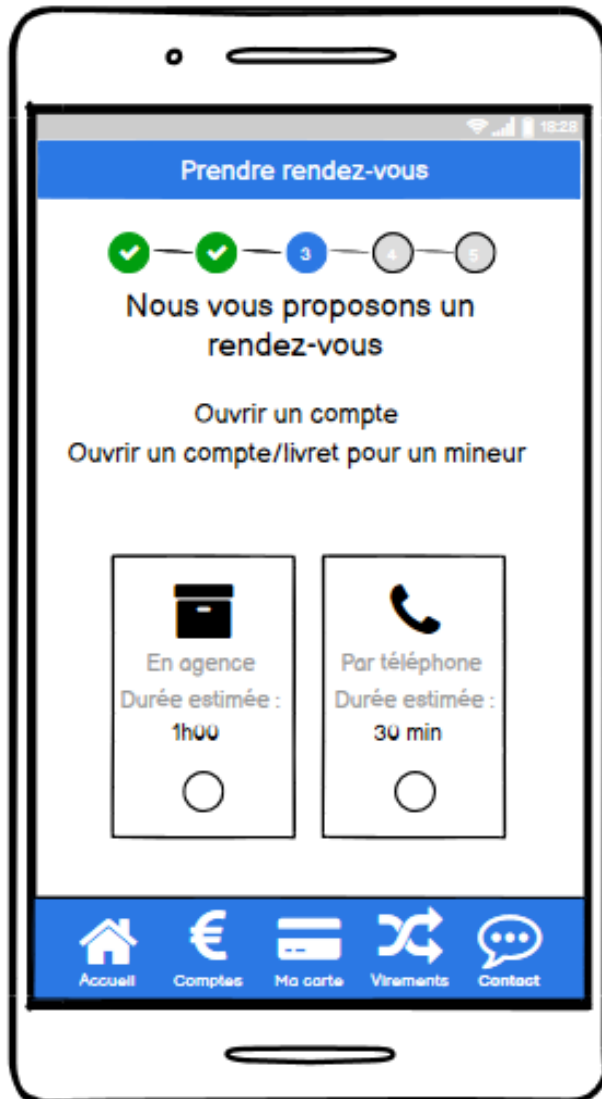 18:28
Prendre rendez-vous
3 4 5
Nous vous proposons un
rendez-vous
Ouvrir un compte
Ouvrir un compte/livret pour un mineur
En agence
Durée estimée :
1h00
Par téléphone
Durée estimée :
30 min
Accueil Comptes Ma carte Virements Contact